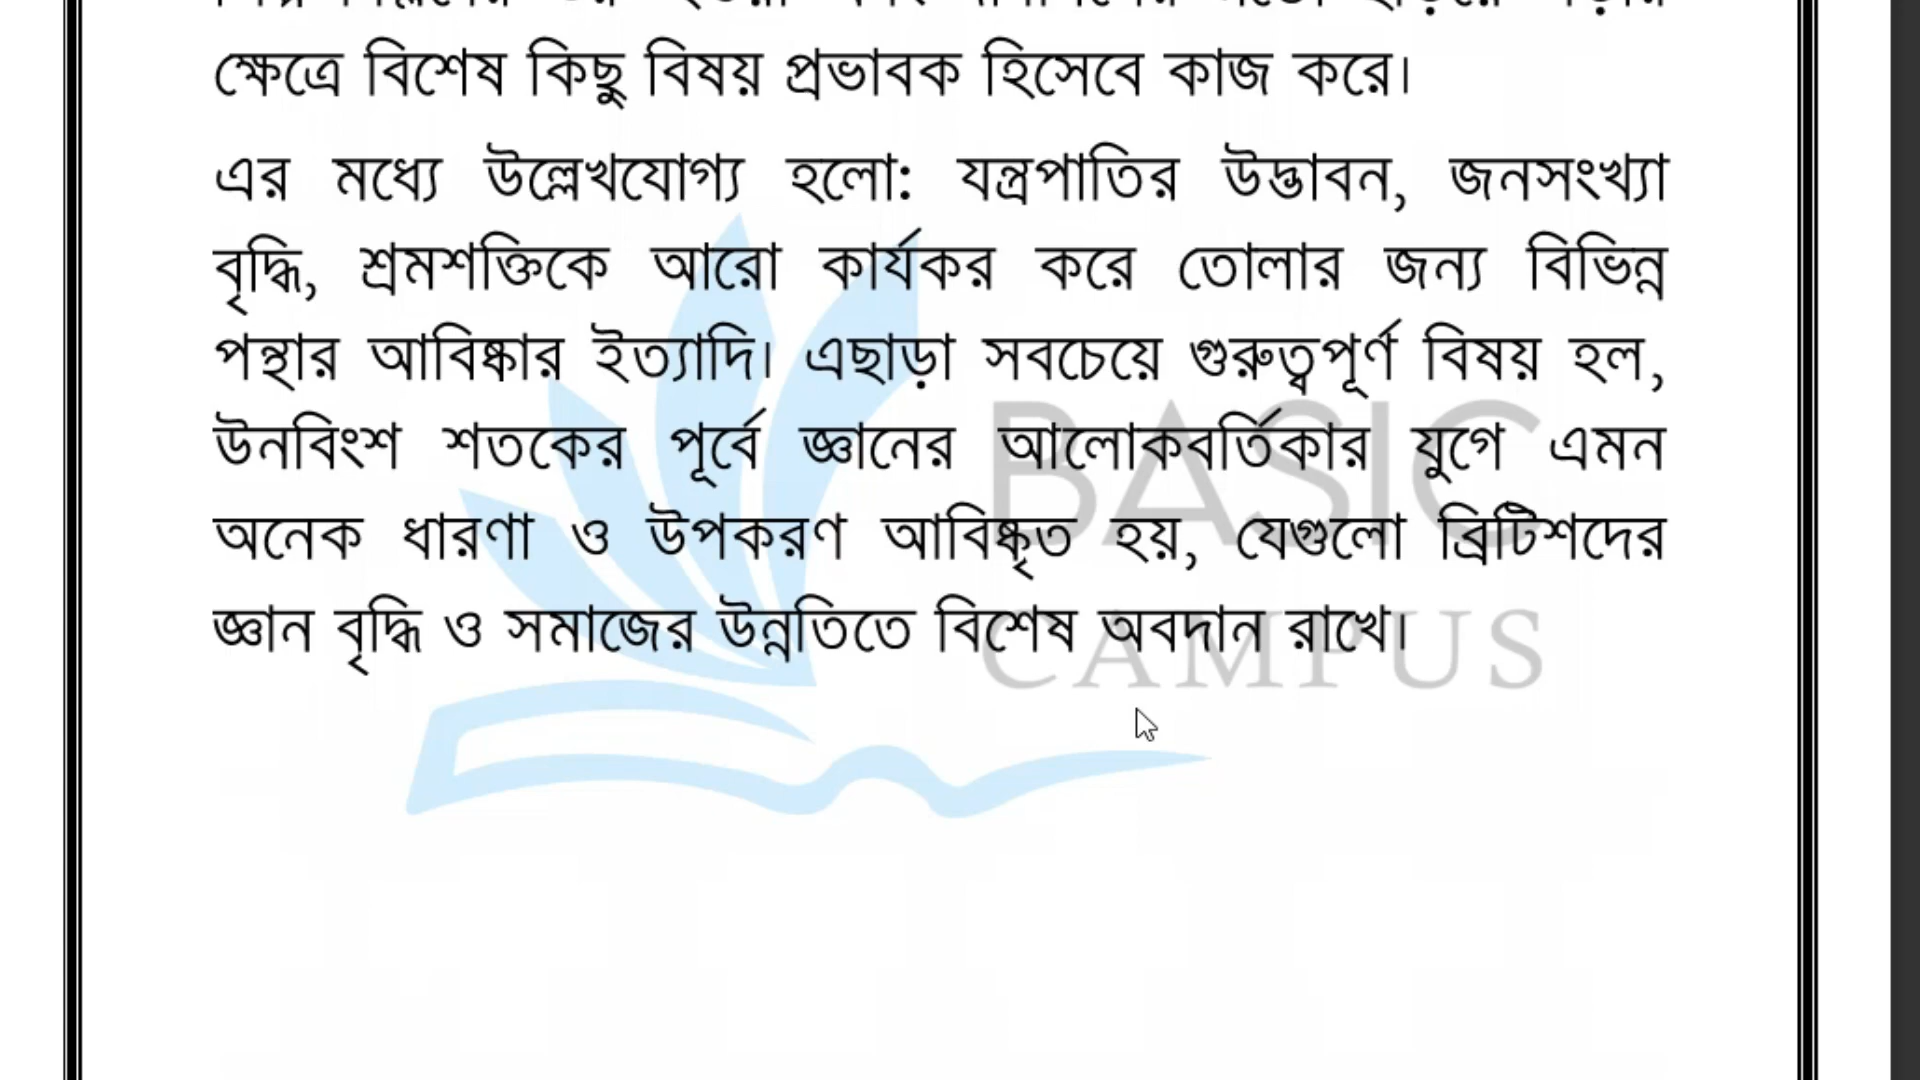 ক্ষেত্রে বিশেষ কিছু বিষয় প্রভাবক হিসেবে কাজ করে।
এর মধ্যে উল্লেখযোগ্য হলো: যন্ত্রপাতির উদ্ভাবন, জনসংখ্যা
বৃদ্ধি, শ্রমশক্তিকে আরো কার্যকর করে তোলার জন্য বিভিন্ন
পন্থার আবিষ্কার ইত্যাদি। এছাড়া সবচেয়ে গুরুত্বপূর্ণ বিষয় হল,
উনবিংশ শতকের পূর্বে জ্ঞানের আলোকবর্তিকার যুগে এমন
অনেক ধারণা ও উপকরণ আবিষ্কৃত হয়, যেগুলো ব্রিটিশদের
জ্ঞান বৃদ্ধি ও সমাজের উন্নতিতে বিশেষ অবদান রাখে।
BASIC
CAMPUS